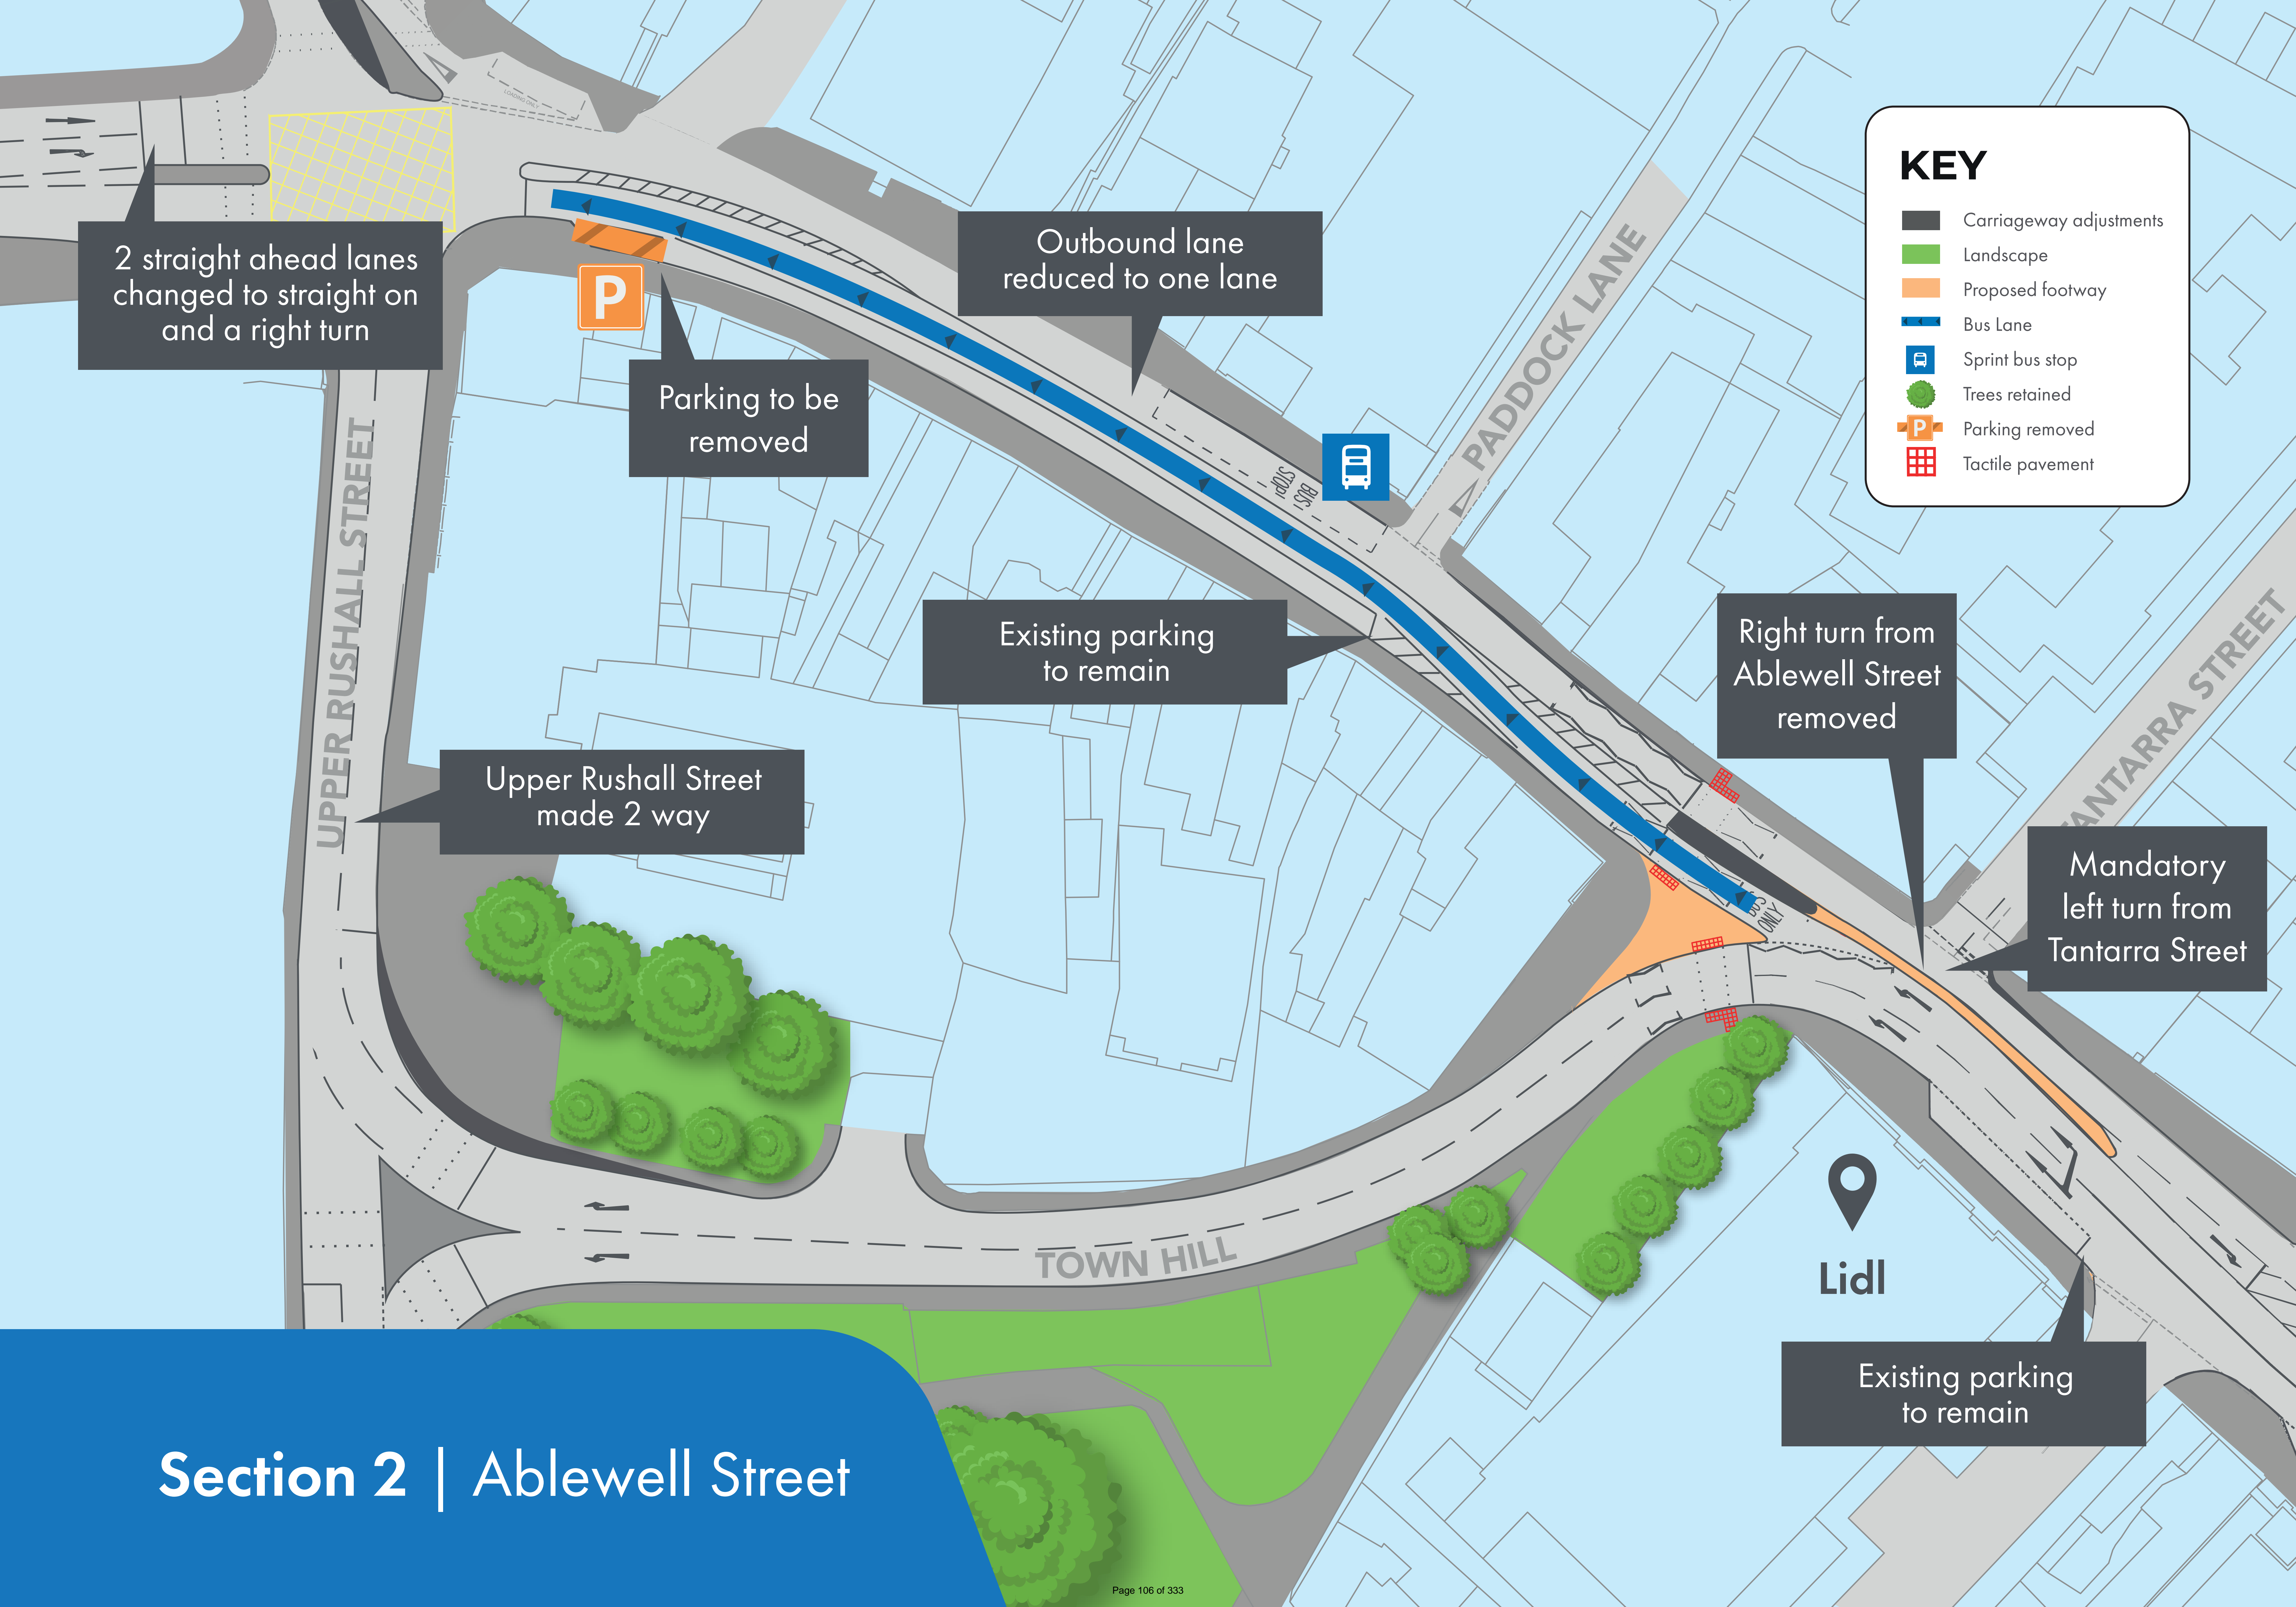 LOADING ONLY
2 straight ahead lanes
changed to straight on
and a right turn
P
Parking to be
removed
Outbound lane
reduced to one lane
BUS
STOP
PADDOCK LANE
KEY
Carriageway adjustments
Landscape
Proposed footway
Bus Lane
Sprint bus stop
Trees retained
P
Parking removed
Tactile pavement
UPPER RUSHALL STREET
Existing parking
to remain
Right turn from
Ablewell Street
removed
TANTARRA STREET
Upper Rushall Street
made 2 way
Mandatory
left turn from
Tantarra Street
BUS
ONLY
TOWN HILL
Lidl
Existing parking
to remain
Section 2 | Ablewell Street
Page 106 of 333